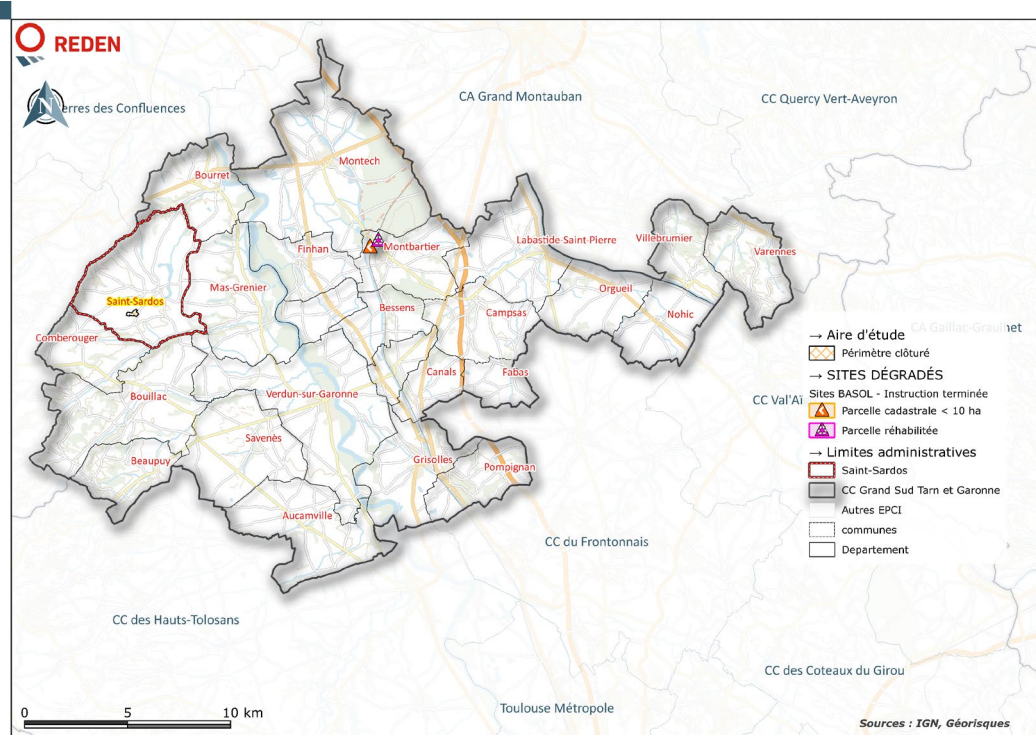 REDEN
N
erres des Confluences
CA Grand Montauban
CC Quercy Vert-Aveyron
Montech
Bourret
Finhan
Montbartier
Labastide-Saint-Pierre
Villebrumier
Varennes
Mas-Grenier
Orgueil
Saint-Sardos
Bessens
Campsas
Nohic
CA Gaillac-Graulhet
Comberouger
Canals
Fabas
Bouillac
Verdun-sur-Garonne
CC Val'Aï
Savenès
Beaupuy
Grisolles
Pompignan
Aucamville
CC du Frontonnais
CC des Hauts-Tolosans
CC des Coteaux du Girou
Toulouse Métropole
→ Aire d'étude
Périmètre clôturé
→ SITES DÉGRADÉS
Sites BASOL - Instruction terminée
Parcelle cadastrale < 10 ha
Parcelle réhabilitée
→ Limites administratives
Saint-Sardos
CC Grand Sud Tarn et Garonne
Autres EPCI
communes
Departement
0 5 10 km
Sources : IGN, Géorisques